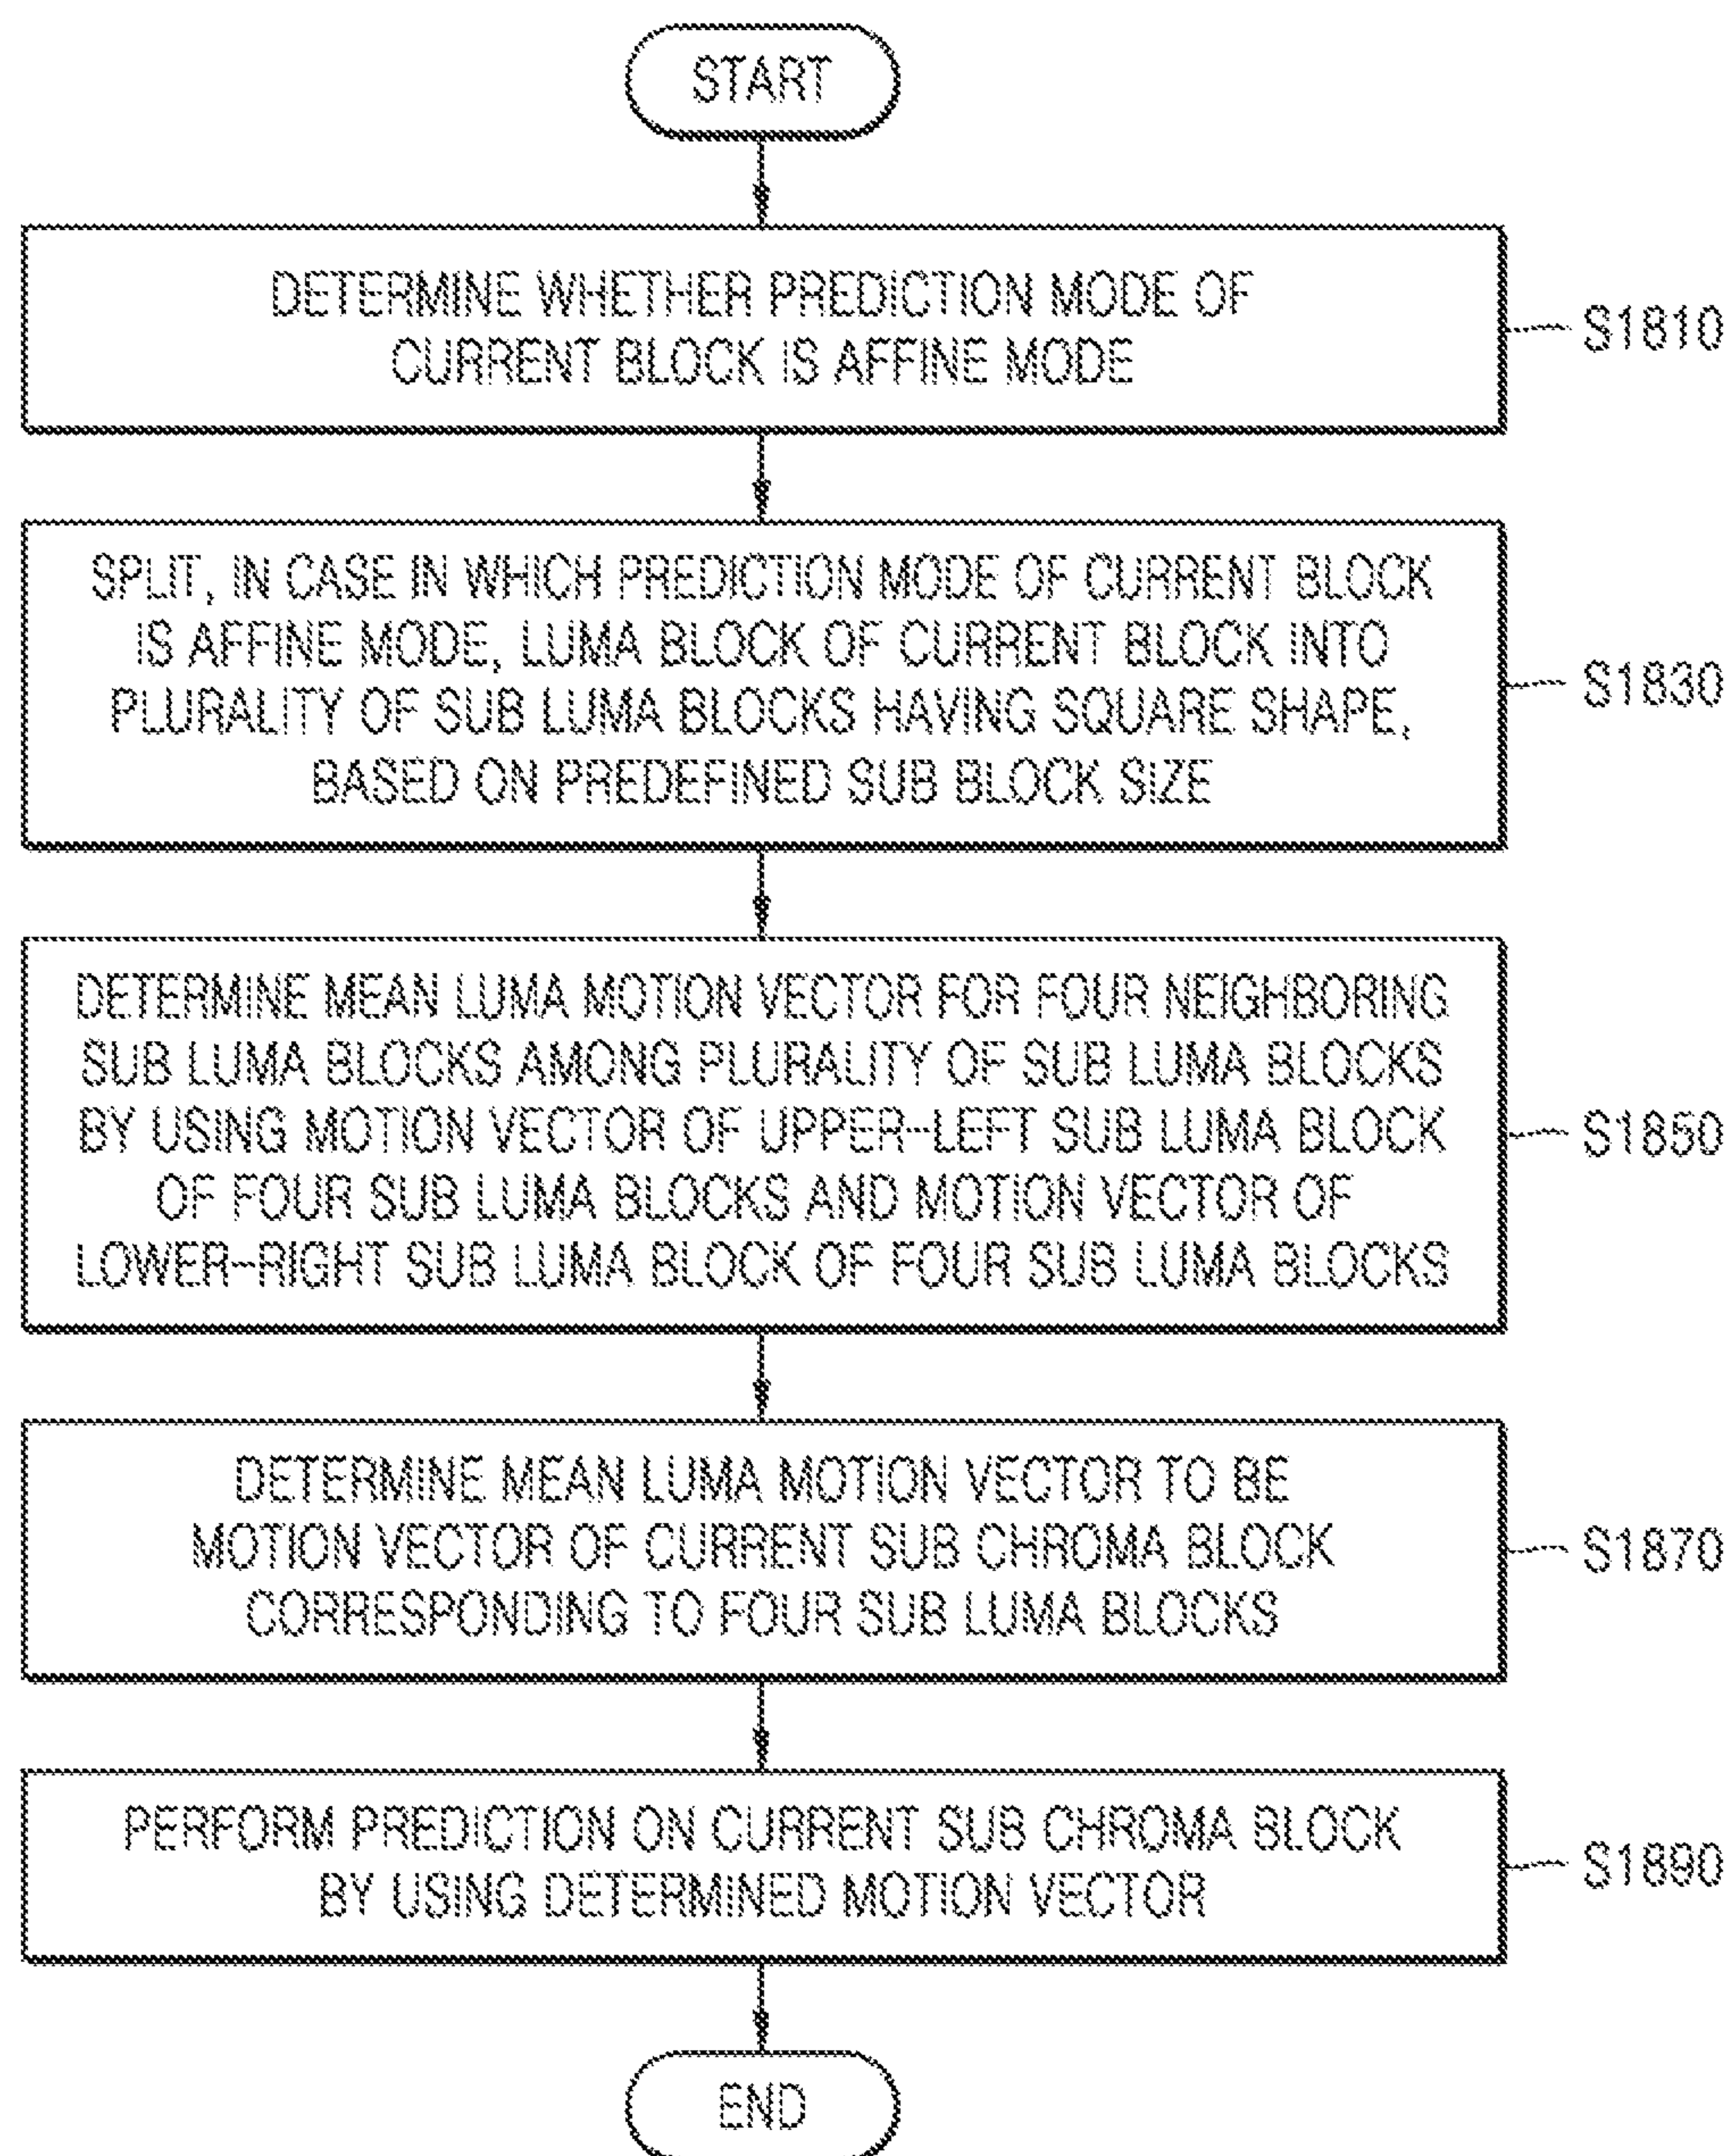 START
DETERMINE WHETHER PREDICTION MODE OF
CURRENT BLOCK IS AFFINE MODE
S1810
SPLIT, IN CASE IN WHICH PREDICTION MODE OF CURRENT BLOCK
IS AFFINE MODE, LUMA BLOCK OF CURRENT BLOCK INTO
PLURALITY OF SUB LUMA BLOCKS HAVING SQUARE SHAPE,
BASED ON PREDEFINED SUB BLOCK SIZE
S1830
DETERMINE MEAN LUMA MOTION VECTOR FOR FOUR NEIGHBORING
SUB LUMA BLOCKS AMONG PLURALITY OF SUB LUMA BLOCKS
BY USING MOTION VECTOR OF UPPER-LEFT SUB LUMA BLOCK
OF FOUR SUB LUMA BLOCKS AND MOTION VECTOR OF
LOWER-RIGHT SUB LUMA BLOCK OF FOUR SUB LUMA BLOCKS
S1850
DETERMINE MEAN LUMA MOTION VECTOR TO BE
MOTION VECTOR OF CURRENT SUB CHROMA BLOCK
CORRESPONDING TO FOUR SUB LUMA BLOCKS
S1870
PERFORM PREDICTION ON CURRENT SUB CHROMA BLOCK
BY USING DETERMINED MOTION VECTOR
S1890
END